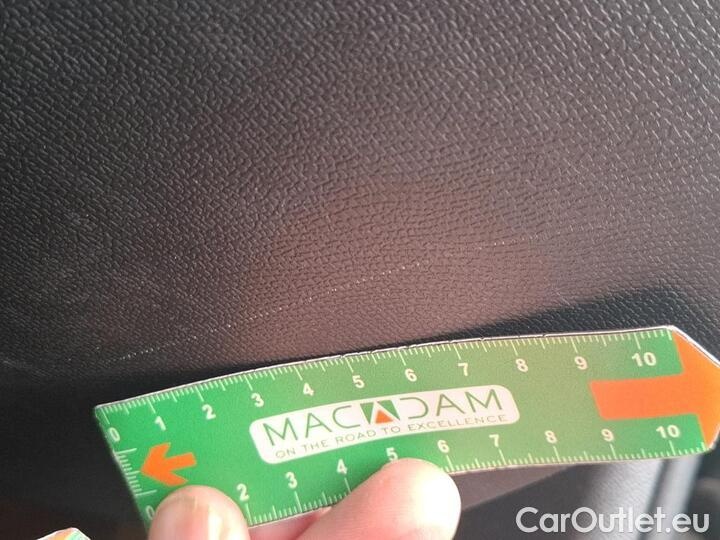 0 1 2 3 4 5 6 7 8 9 10
MACADAM
ON THE ROAD TO EXCELLENCE
0 2 3 4 5 6 7 8 9 10
CarOutlet.eu